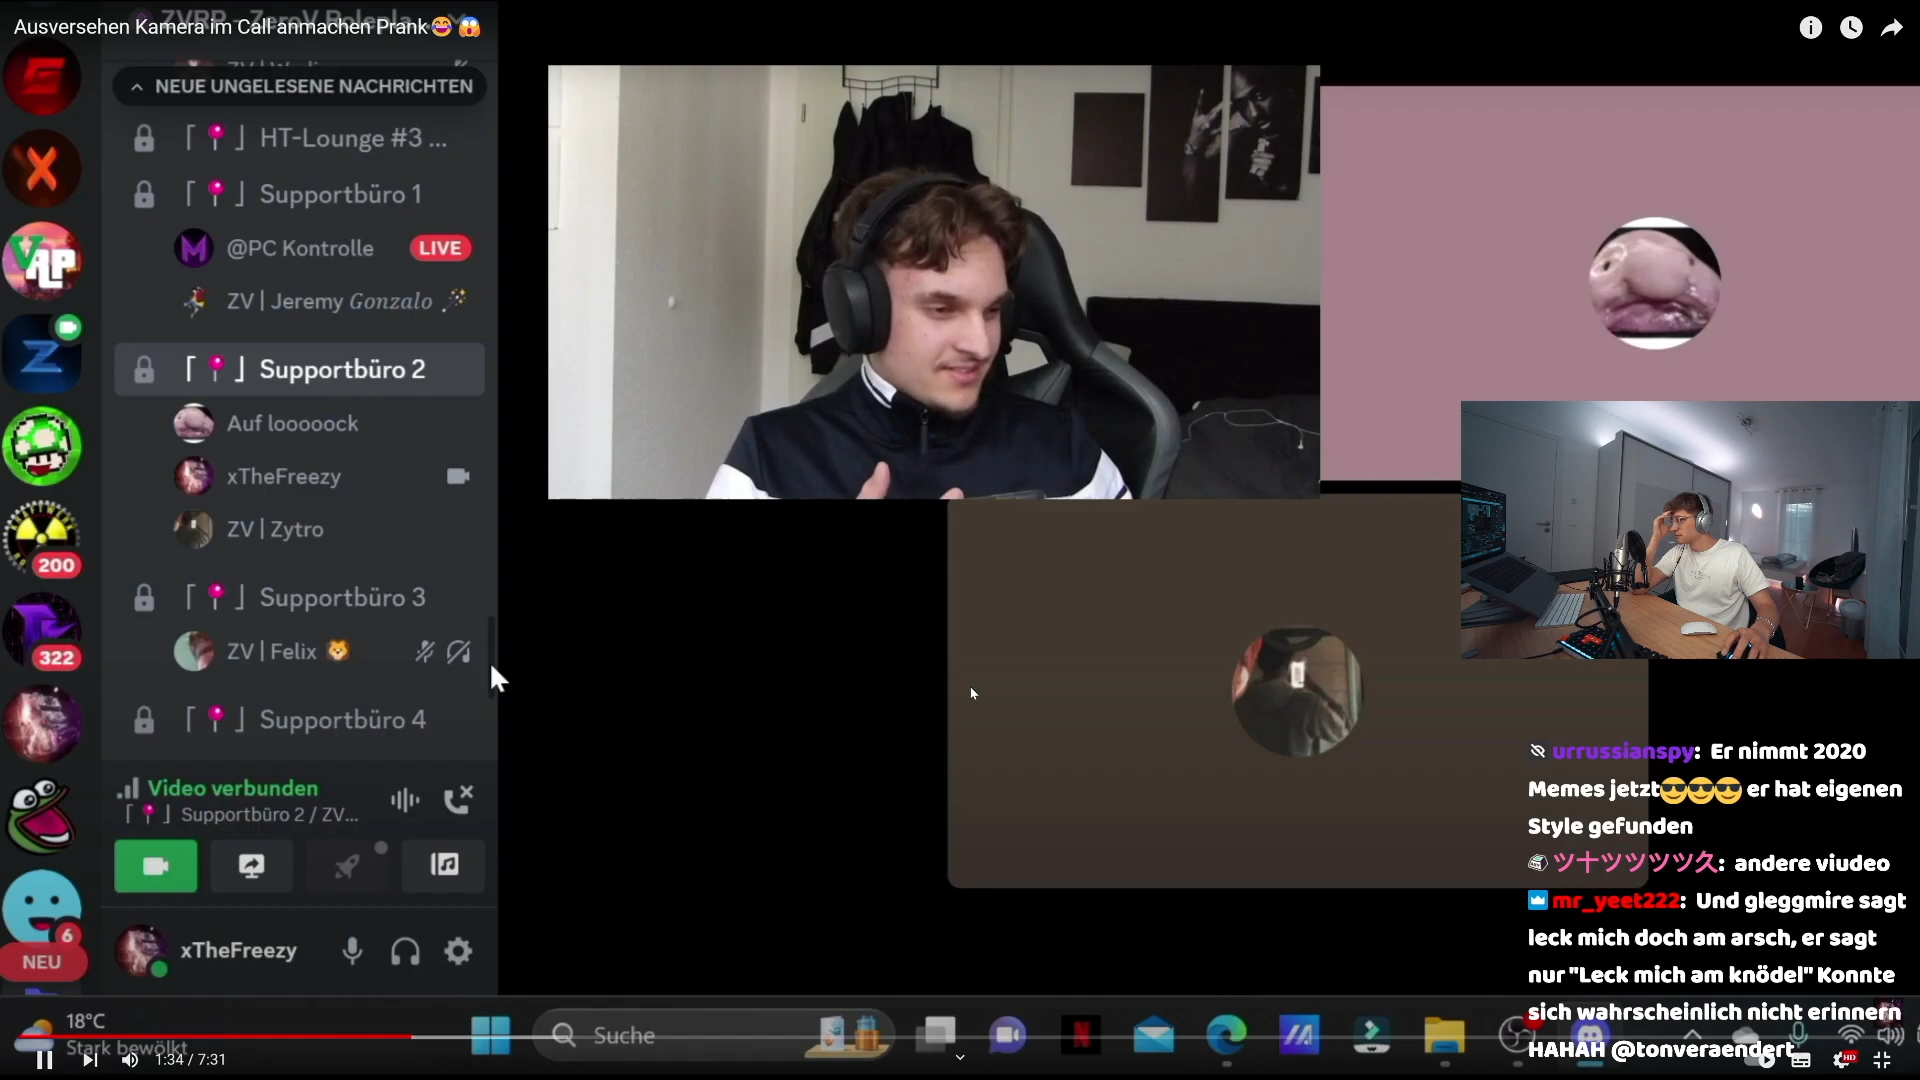 Ausversehen Kamera im Call anmachen Prank😂😱
NEUE UNGELESENE NACHRICHTEN
HT-Lounge #3 ...
Supportbüro 1
@PC Kontrolle LIVE
ZV | Jeremy Gonzalo
Supportbüro 2
Auf looooock
xTheFreezy
ZV | Zytro
200
Supportbüro 3
322
ZV | Felix 🦁
Supportbüro 4
Video verbunden
Supportbüro 2 / ZV...
6
NEU
xTheFreezy
18°C
Stark bewölkt
Suche
1:34 / 7:31
HD
urrussianspy: Er nimmt 2020
Memes jetzt😎😎😎 er hat eigenen
Style gefunden
ツ十ツツツツ久: andere viudeo
mr_yeet222: Und gleggmire sagt
leck mich doch am arsch, er sagt
nur "Leck mich am knödel" Konnte
sich wahrscheinlich nicht erinnern
HAHAH @tonveraendert